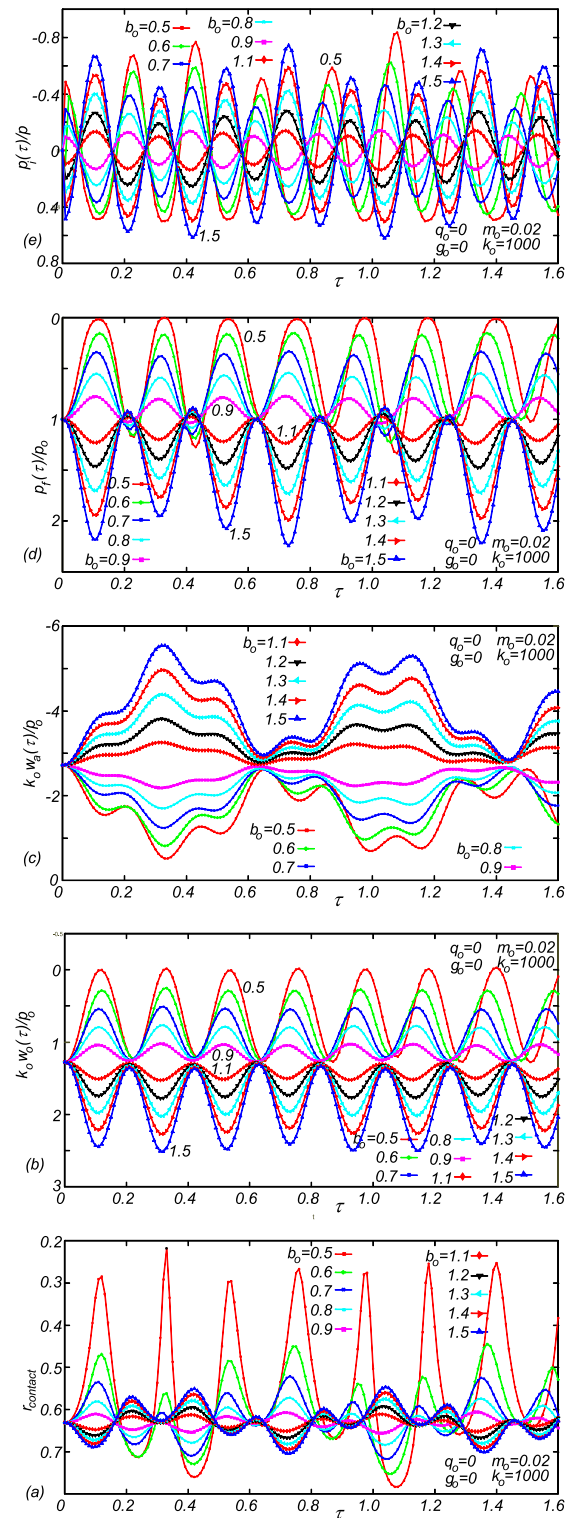 -0.8
-0.4
0
0.4
0.8
p_i(τ)/p
b_o=0.5
0.6
0.7
b_o=0.8
0.9
1.1
0.5
b_o=1.2
1.3
1.4
1.5
1.5
q_o=0 m_o=0.02
g_o=0 k_o=1000
(e)
0 0.2 0.4 0.6 0.8 1.0 1.2 1.4 1.6
τ
0
1
2
p_r(τ)/p_o
0.5
0.9
1.1
0.5
0.6
0.7
0.8
b_o=0.9
1.5
1.1
1.2
1.3
1.4
b_o=1.5
q_o=0 m_o=0.02
g_o=0 k_o=1000
(d)
0 0.2 0.4 0.6 0.8 1.0 1.2 1.4 1.6
τ
-6
-4
-2
0
k_o w_a(τ)/p_o
b_o=1.1
1.2
1.3
1.4
1.5
q_o=0 m_o=0.02
g_o=0 k_o=1000
b_o=0.5
0.6
0.7
b_o=0.8
0.9
(c)
0 0.2 0.4 0.6 0.8 1.0 1.2 1.4 1.6
τ
-0.5
0
1
2
3
k_o w_o(τ)/p_o
q_o=0 m_o=0.02
g_o=0 k_o=1000
0.5
0.9
1.1
1.5
b_o=0.5
0.6
0.7
0.8
0.9
1.1
1.2
1.3
1.4
1.5
(b)
0 0.2 0.4 0.6 0.8 1.0 1.2 1.4 1.6
τ
0.2
0.3
0.5
0.6
0.7
r_contact
b_o=0.5
0.6
0.7
0.8
0.9
b_o=1.1
1.2
1.3
1.4
1.5
q_o=0 m_o=0.02
g_o=0 k_o=1000
(a)
0 0.2 0.4 0.6 0.8 1.0 1.2 1.4 1.6
τ